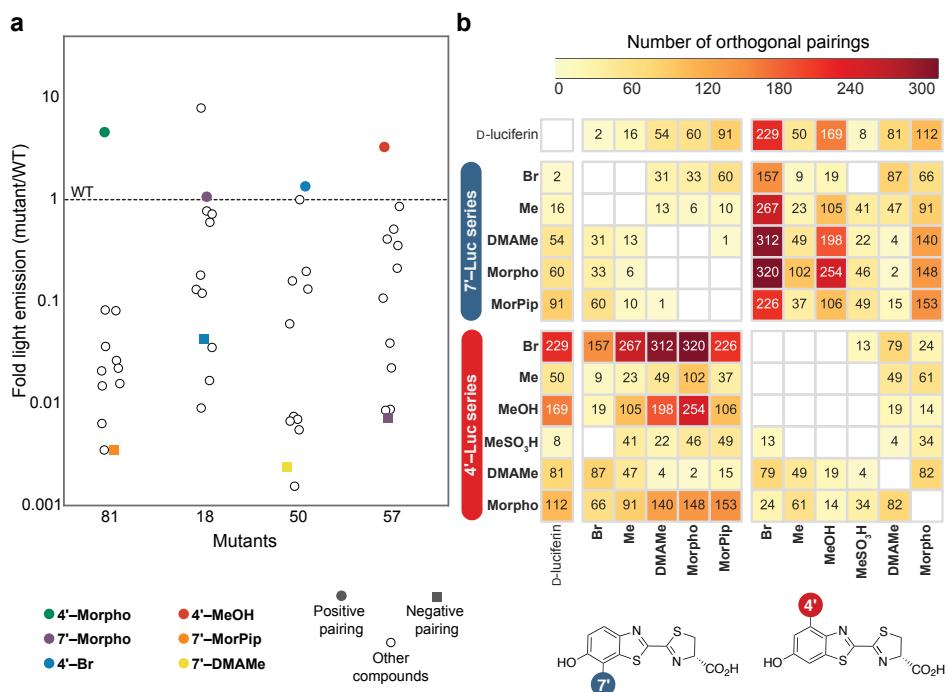 a
Fold light emission (mutant/WT)
10
1
0.1
0.01
0.001
WT
81 18 50 57
Mutants
4'–Morpho
7'–Morpho
4'–Br
4'–MeOH
7'–MorPip
7'–DMAMe
Positive
pairing
Negative
pairing
Other
compounds
b
Number of orthogonal pairings
0 60 180 240 300
D-luciferin 2 16 54 60 91 229 50 169 8 81 112
7'–Luc series
Br 2 31 33 60 157 9 19 87 66
Me 16 13 6 10 267 23 105 41 47 91
DMAMe 54 31 13 1 312 49 198 22 4 140
Morpho 60 33 6 320 102 254 46 2 148
MorPip 91 60 10 1 226 37 106 49 15 153
4'–Luc series
Br 229 157 267 312 320 226 13 79 24
Me 50 9 23 49 102 37 49 61
MeOH 169 19 105 198 254 106 19 14
MeSO₃H 8 41 22 46 49 13 4 34
DMAMe 81 87 47 4 2 15 79 49 19 4 82
Morpho 112 66 91 140 148 153 24 61 14 34 82
D-luciferin Br Me DMAMe Morpho MorPip Br Me MeOH MeSO₃H DMAMe Morpho
HO
S
N
S
N
CO₂H
7'
4'
HO
N
S
S
N
CO₂H